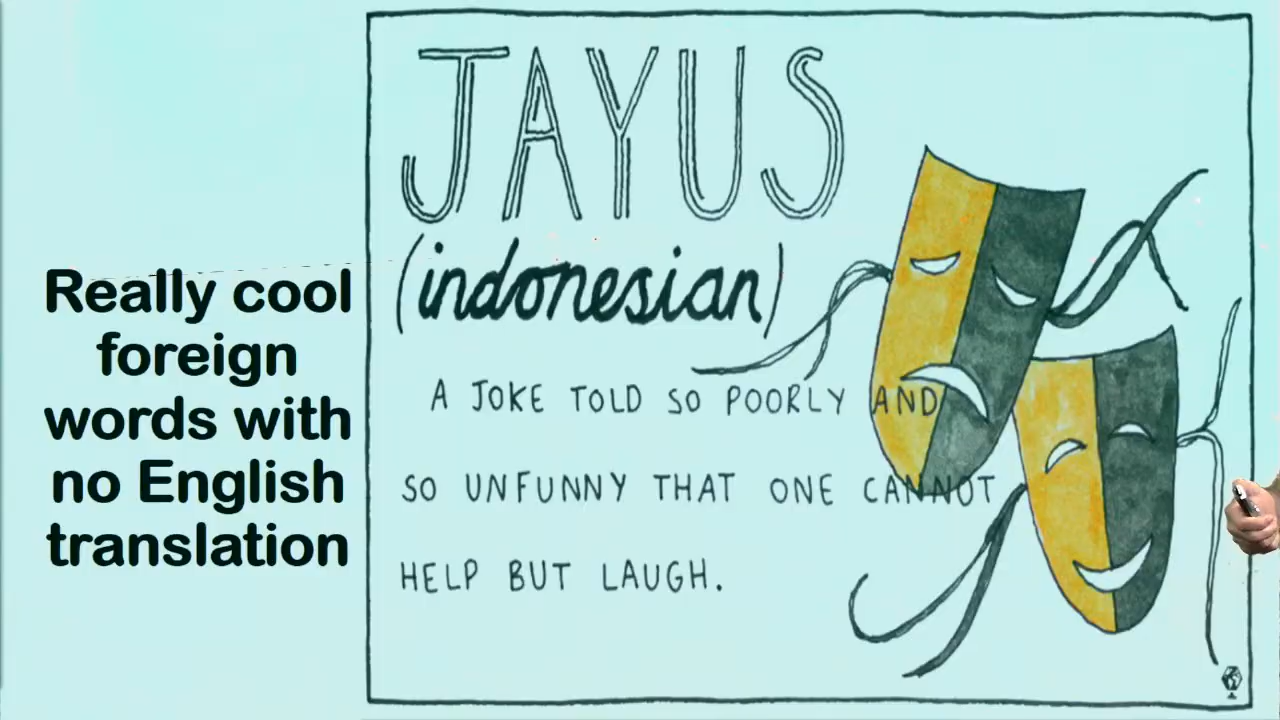 Really cool
foreign
words with
no English
translation
JAYUS
(indonesian)
A JOKE TOLD SO POORLY AND
SO UNFUNNY THAT ONE CANNOT
HELP BUT LAUGH.